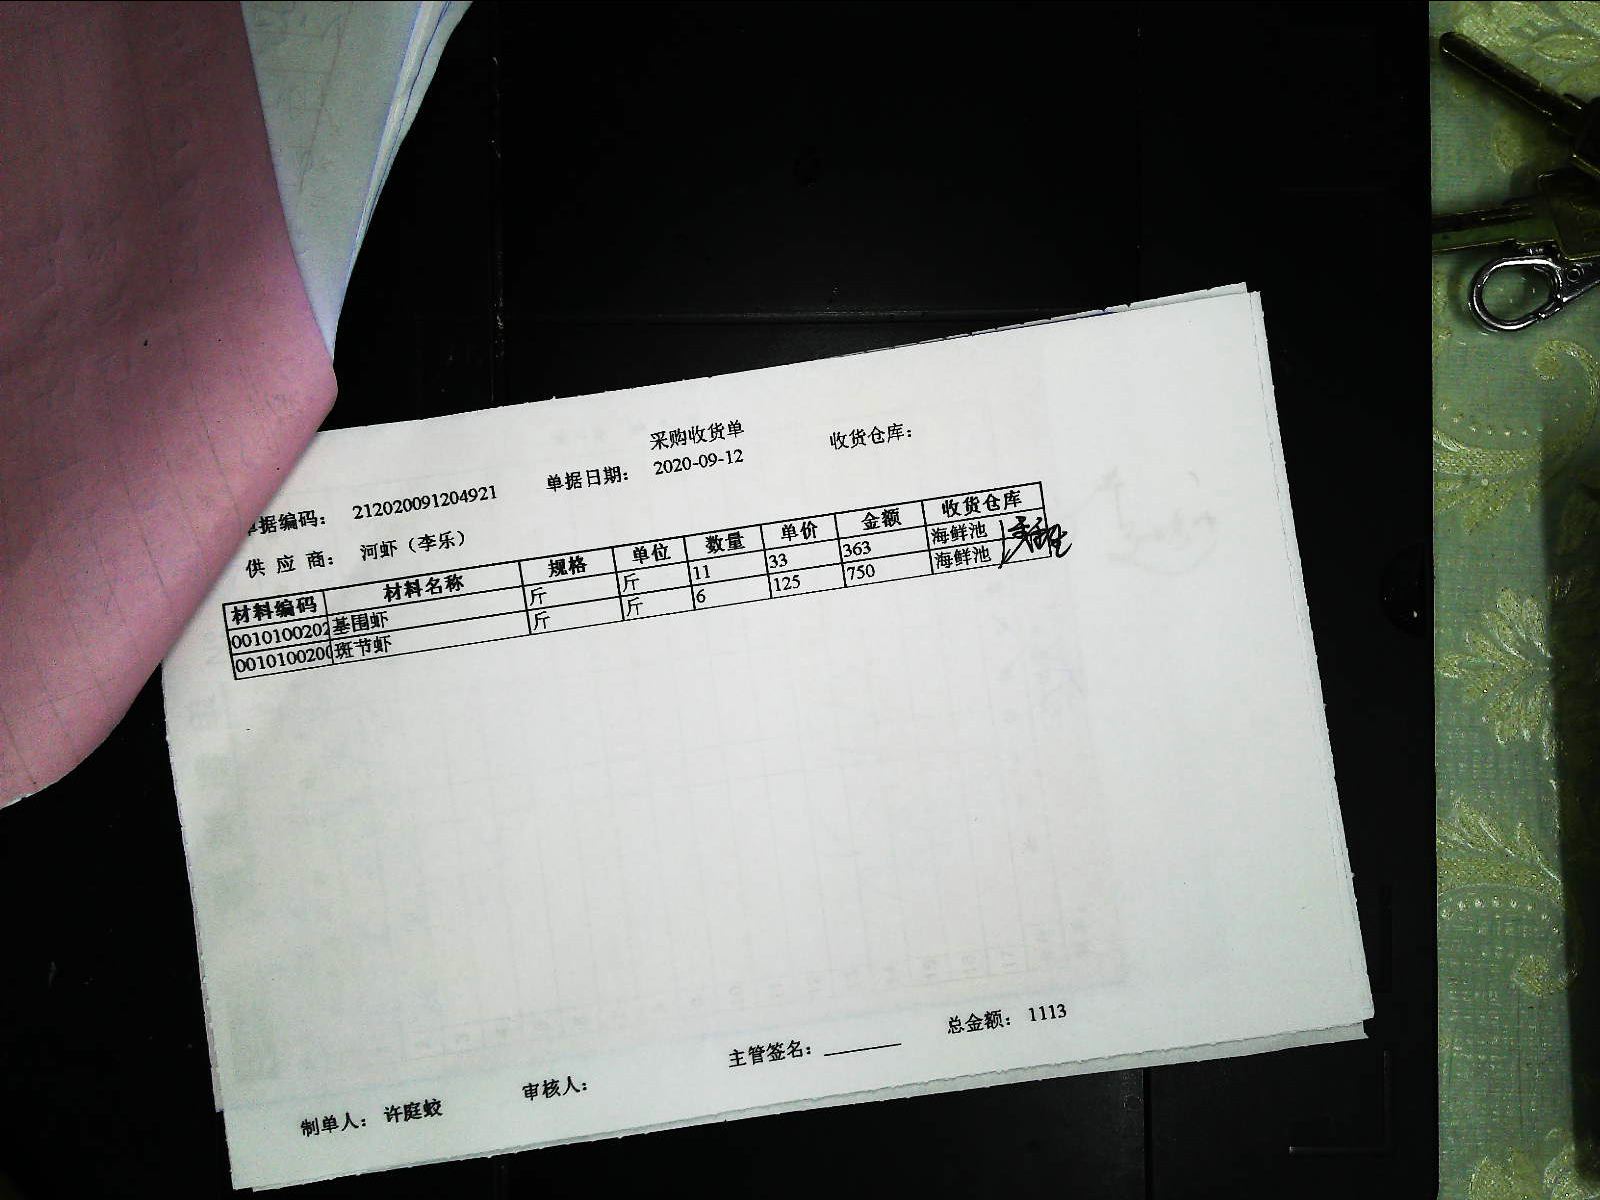 采购收货单
单据日期： 2020-09-12 收货仓库：
据编码： 212020091204921
供应商： 河虾（李乐）
材料编码 材料名称 规格 单位 数量 单价 金额 收货仓库
0010100202 基围虾 斤 斤 11 33 363 海鲜池
0010100200 斑节虾 斤 斤 6 125 750 海鲜池
主管签名： 总金额： 1113
制单人： 许庭蛟 审核人：